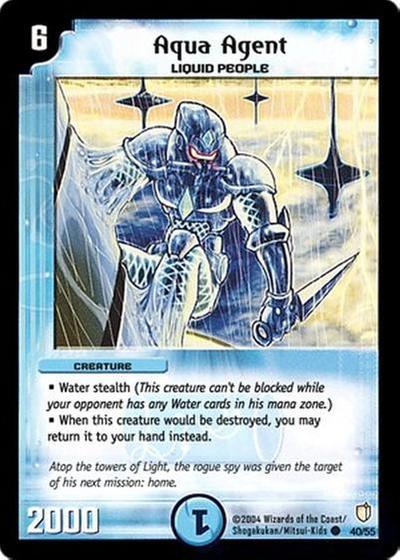 6
Aqua Agent
LIQUID PEOPLE
CREATURE
▪ Water stealth (This creature can't be blocked while
your opponent has any Water cards in his mana zone.)
▪ When this creature would be destroyed, you may
return it to your hand instead.
Atop the towers of Light, the rogue spy was given the target
of his next mission: home.
2000
1
©2004 Wizards of the Coast/
Shogakukan/Mitsui-Kids ● 40/55